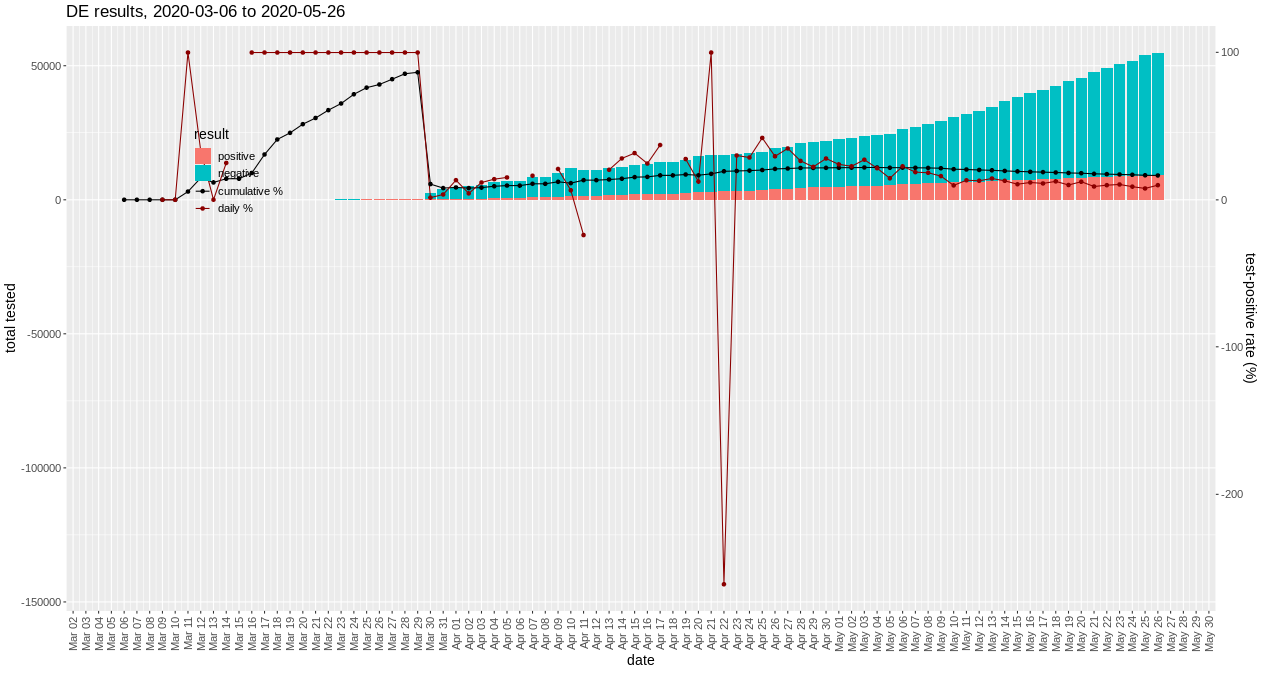 DE results, 2020-03-06 to 2020-05-26
total tested
50000
0
-50000
-100000
-150000
result
positive
negative
cumulative %
daily %
100
0
-100
-200
test-positive rate (%)
Mar 02
Mar 03
Mar 04
Mar 05
Mar 06
Mar 07
Mar 08
Mar 09
Mar 10
Mar 11
Mar 12
Mar 13
Mar 14
Mar 15
Mar 16
Mar 17
Mar 18
Mar 19
Mar 20
Mar 21
Mar 22
Mar 23
Mar 24
Mar 25
Mar 26
Mar 27
Mar 28
Mar 29
Mar 30
Mar 31
Apr 01
Apr 02
Apr 03
Apr 04
Apr 05
Apr 06
Apr 07
Apr 08
Apr 09
Apr 10
Apr 11
Apr 12
Apr 13
Apr 14
Apr 15
Apr 16
Apr 17
Apr 18
Apr 19
Apr 20
Apr 21
Apr 22
Apr 23
Apr 24
Apr 25
Apr 26
Apr 27
Apr 28
Apr 29
Apr 30
May 01
May 02
May 03
May 04
May 05
May 06
May 07
May 08
May 09
May 10
May 11
May 12
May 13
May 14
May 15
May 16
May 17
May 18
May 19
May 20
May 21
May 22
May 23
May 24
May 25
May 26
May 27
May 28
May 29
May 30
date